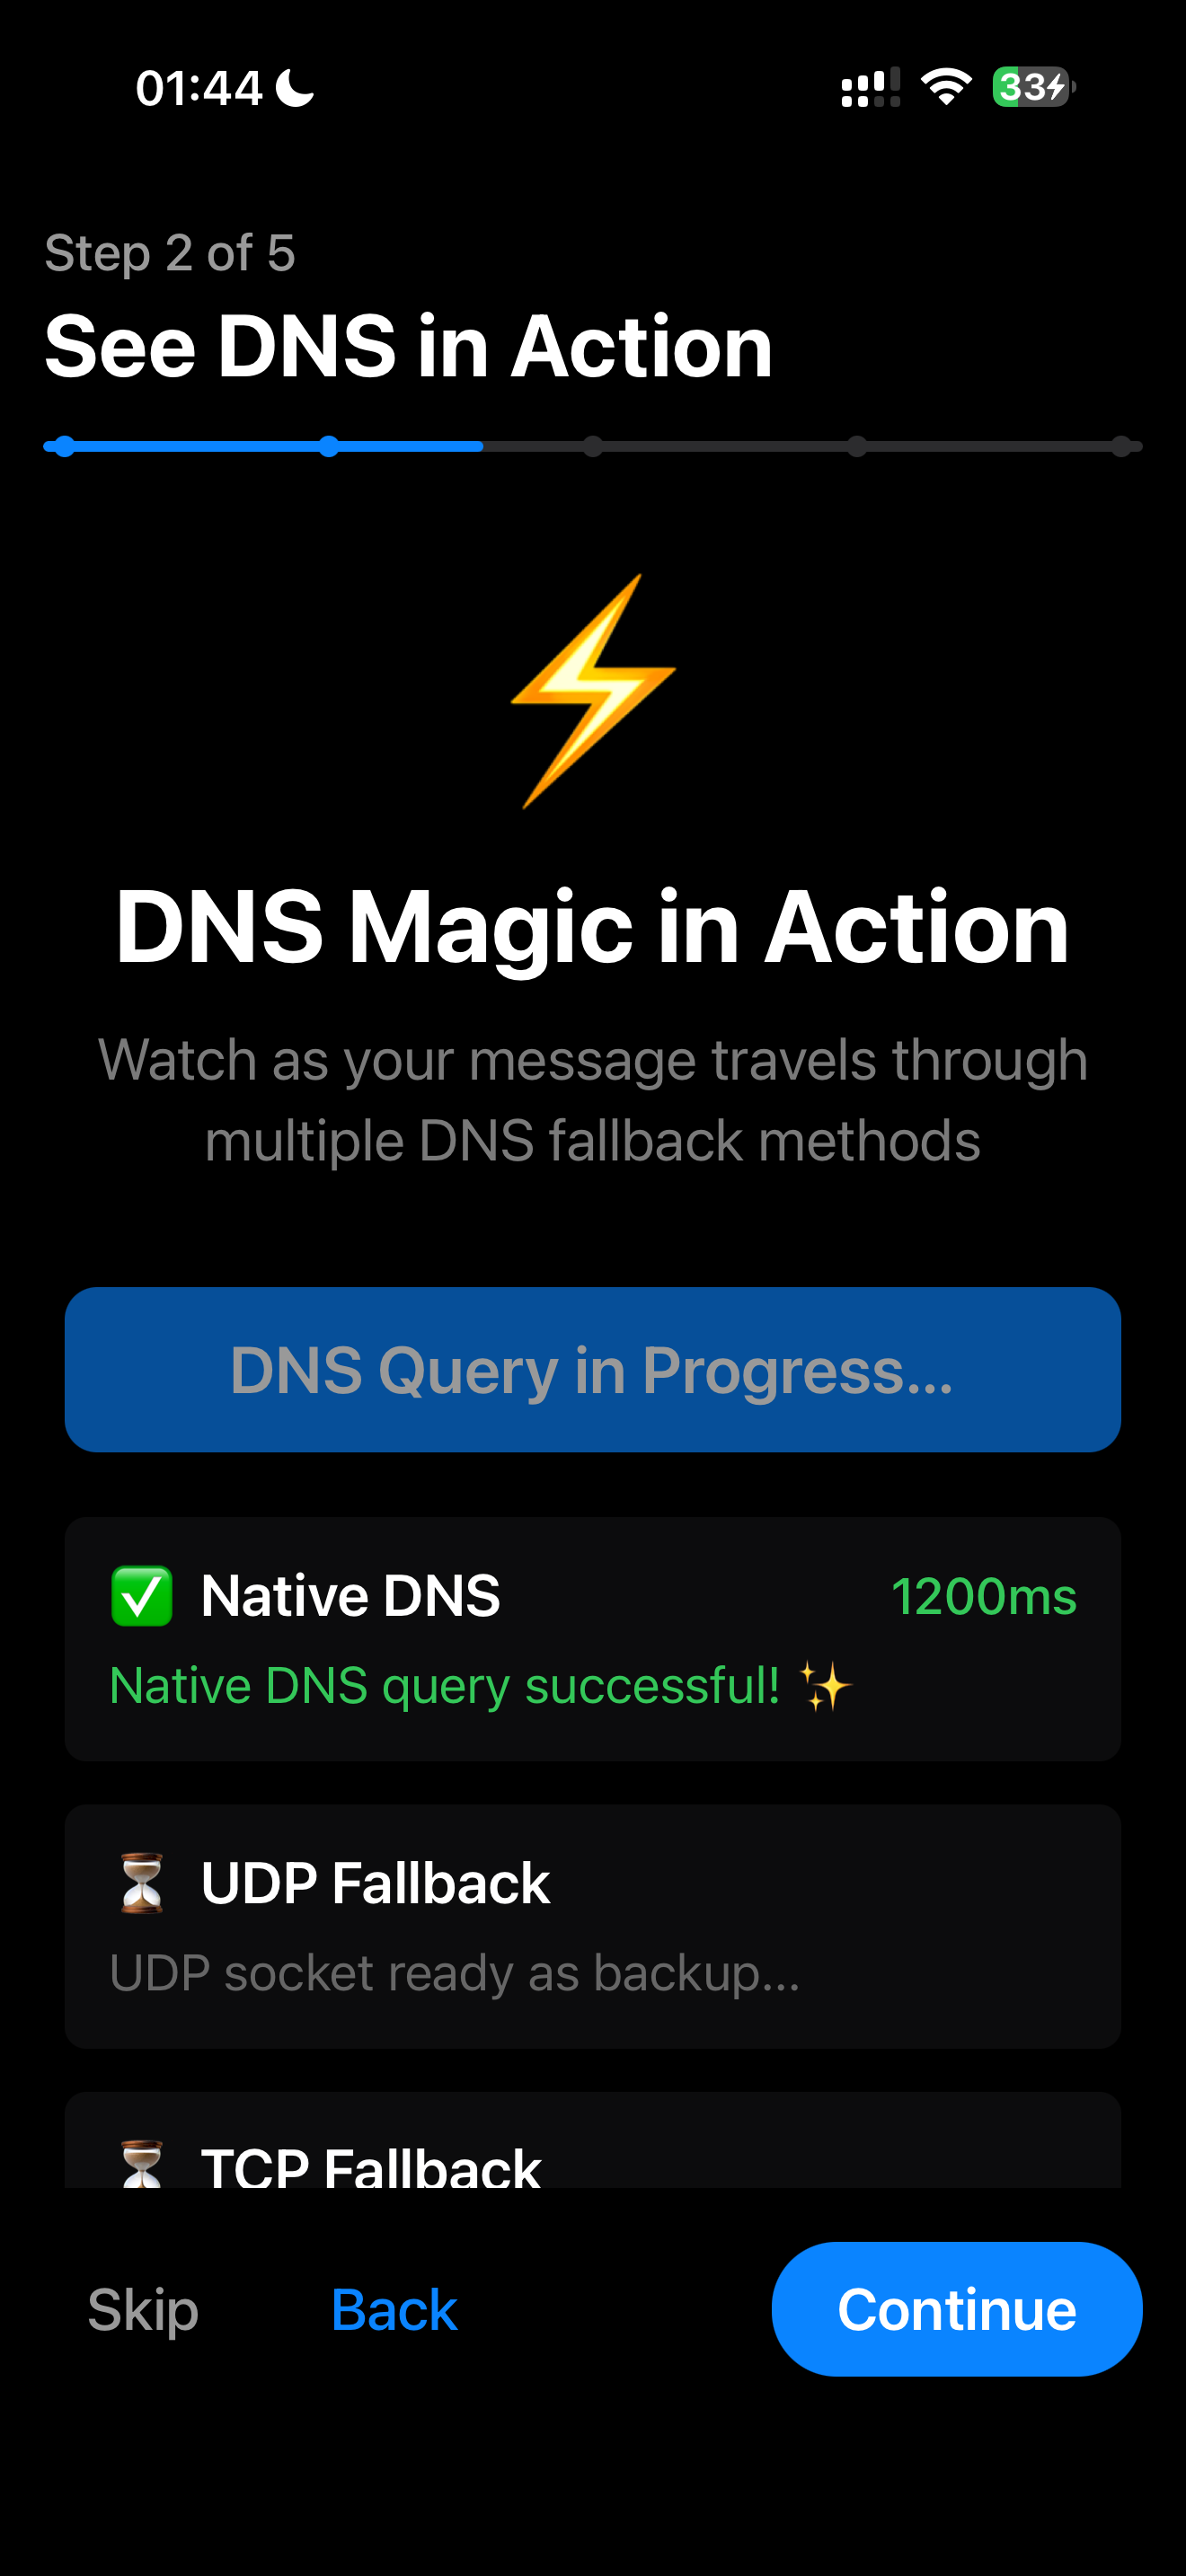 01:44
33
Step 2 of 5
See DNS in Action
DNS Magic in Action
Watch as your message travels through
multiple DNS fallback methods
DNS Query in Progress...
Native DNS 1200ms
Native DNS query successful!
UDP Fallback
UDP socket ready as backup...
TCP Fallback
Skip Back Continue